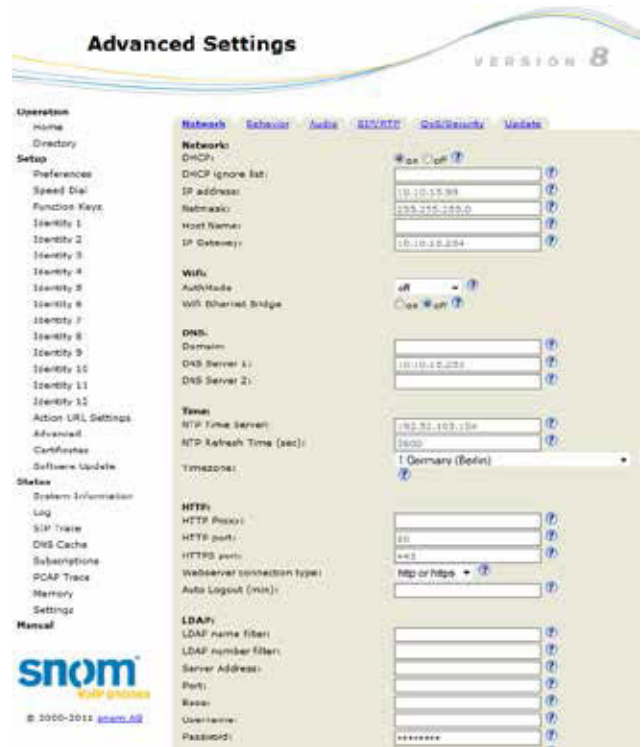 Advanced Settings
VERSION 8
Operation
Home
Directory
Setup
Preferences
Speed Dial
Function Keys
Identity 1
Identity 2
Identity 3
Identity 4
Identity 5
Identity 6
Identity 7
Identity 8
Identity 9
Identity 10
Identity 11
Identity 12
Action URL Settings
Advanced
Certificates
Software Update
Status
System Information
Log
SIP Trace
DNS Cache
Subscriptions
PCAP Trace
Memory
Settings
Manual
snom
VoIP phones
© 2000-2011 snom AG
Network Behavior Audio SIP/RTP QoS/Security Update
Network:
DHCP: on off
DHCP ignore list:
IP address:
Netmask: 255.255.255.0
Host Name:
IP Gateway:
Wifi:
AuthMode off
Wifi Ethernet Bridge on off
DNS:
Domain:
DNS Server 1:
DNS Server 2:
Time:
NTP Time Server:
NTP Refresh Time (sec): 3600
Timezone: 1 Germany (Berlin)
HTTP:
HTTP Proxy:
HTTP port: 80
HTTPS port: 443
Webserver connection type: http or https
Auto Logout (min):
LDAP:
LDAP name filter:
LDAP number filter:
Server Address:
Port:
Base:
Username:
Password: ********